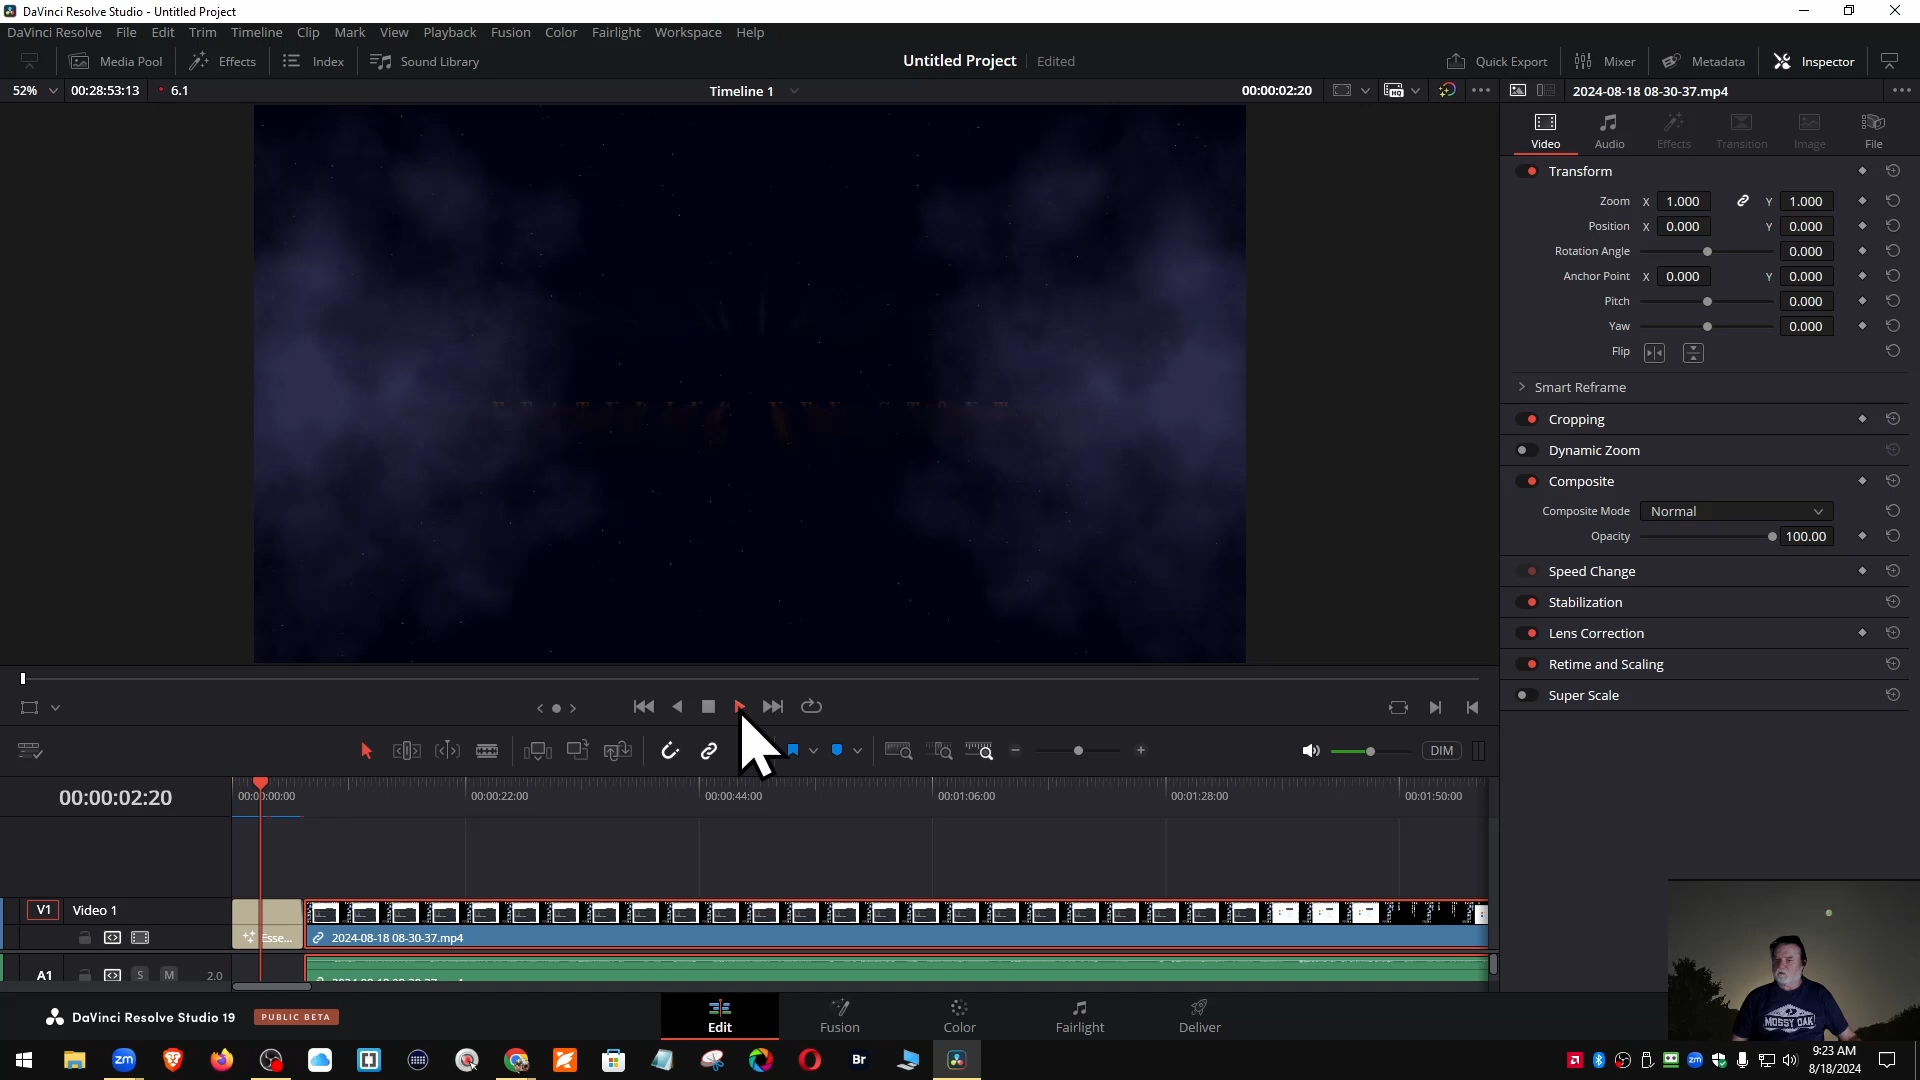 DaVinci Resolve Studio - Untitled Project
DaVinci Resolve File Edit Trim Timeline Clip Mark View Playback Fusion Color Fairlight Workspace Help
Media Pool Effects Index Sound Library Untitled Project Edited Quick Export Mixer Metadata Inspector
52% 00:28:53:13 6.1 Timeline 1 00:00:02:20 2024-08-18 08-30-37.mp4
Video Audio Effects Transition Image File
Transform
Zoom X 1.000 Y 1.000
Position X 0.000 Y 0.000
Rotation Angle 0.000
Anchor Point X 0.000 Y 0.000
Pitch 0.000
Yaw 0.000
Flip
Smart Reframe
Cropping
Dynamic Zoom
Composite
Composite Mode Normal
Opacity 100.00
Speed Change
Stabilization
Lens Correction
Retime and Scaling
Super Scale
DIM
00:00:02:20 00:00:00:00 00:00:22:00 00:00:44:00 00:01:06:00 00:01:28:00 00:01:50:00
V1 Video 1
Esse... 2024-08-18 08-30-37.mp4
A1 S M 2.0
MOSSY OAK
DaVinci Resolve Studio 19 PUBLIC BETA Edit Fusion Color Fairlight Deliver
zm Br zm
9:23 AM
8/18/2024